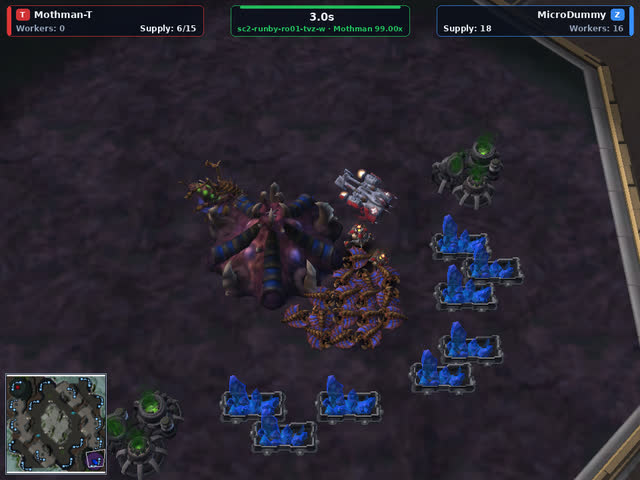 T Mothman-T
Workers: 0 Supply: 6/15
3.0s
sc2-runby-ro01-tvz-w · Mothman 99.00x
MicroDummy Z
Supply: 18 Workers: 16